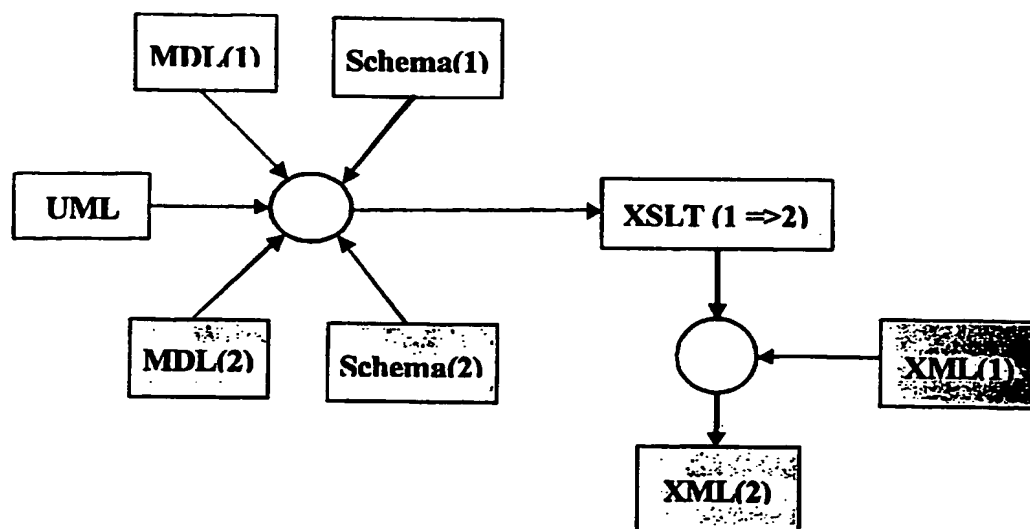 MDL(1)
Schema(1)
UML
XSLT (1 =>2)
MDL(2)
Schema(2)
XML(1)
XML(2)